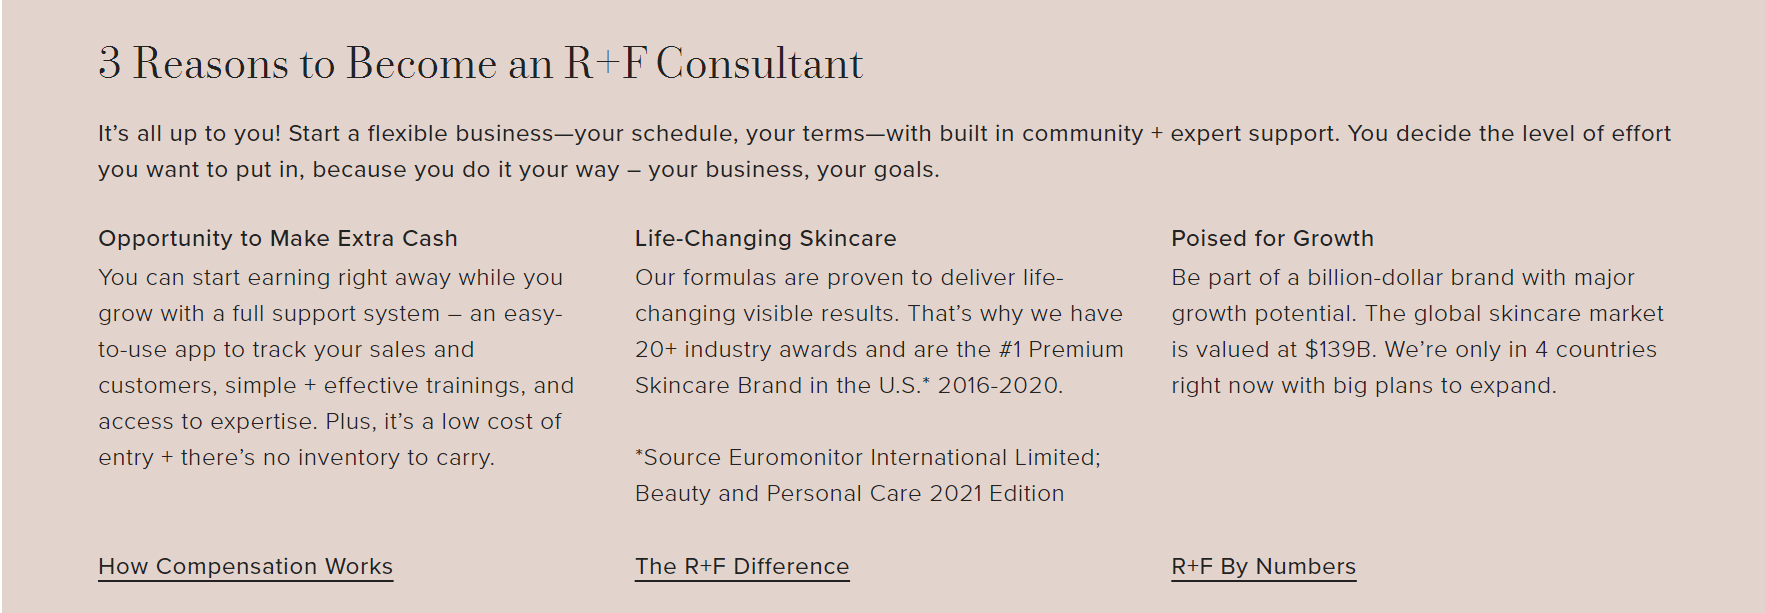 3 Reasons to Become an R+F Consultant
It's all up to you! Start a flexible business—your schedule, your terms—with built in community + expert support. You decide the level of effort
you want to put in, because you do it your way – your business, your goals.
Opportunity to Make Extra Cash
You can start earning right away while you
grow with a full support system – an easy-
to-use app to track your sales and
customers, simple + effective trainings, and
access to expertise. Plus, it's a low cost of
entry + there's no inventory to carry.
How Compensation Works
Life-Changing Skincare
Our formulas are proven to deliver life-
changing visible results. That's why we have
20+ industry awards and are the #1 Premium
Skincare Brand in the U.S.* 2016-2020.
*Source Euromonitor International Limited;
Beauty and Personal Care 2021 Edition
The R+F Difference
Poised for Growth
Be part of a billion-dollar brand with major
growth potential. The global skincare market
is valued at $139B. We're only in 4 countries
right now with big plans to expand.
R+F By Numbers